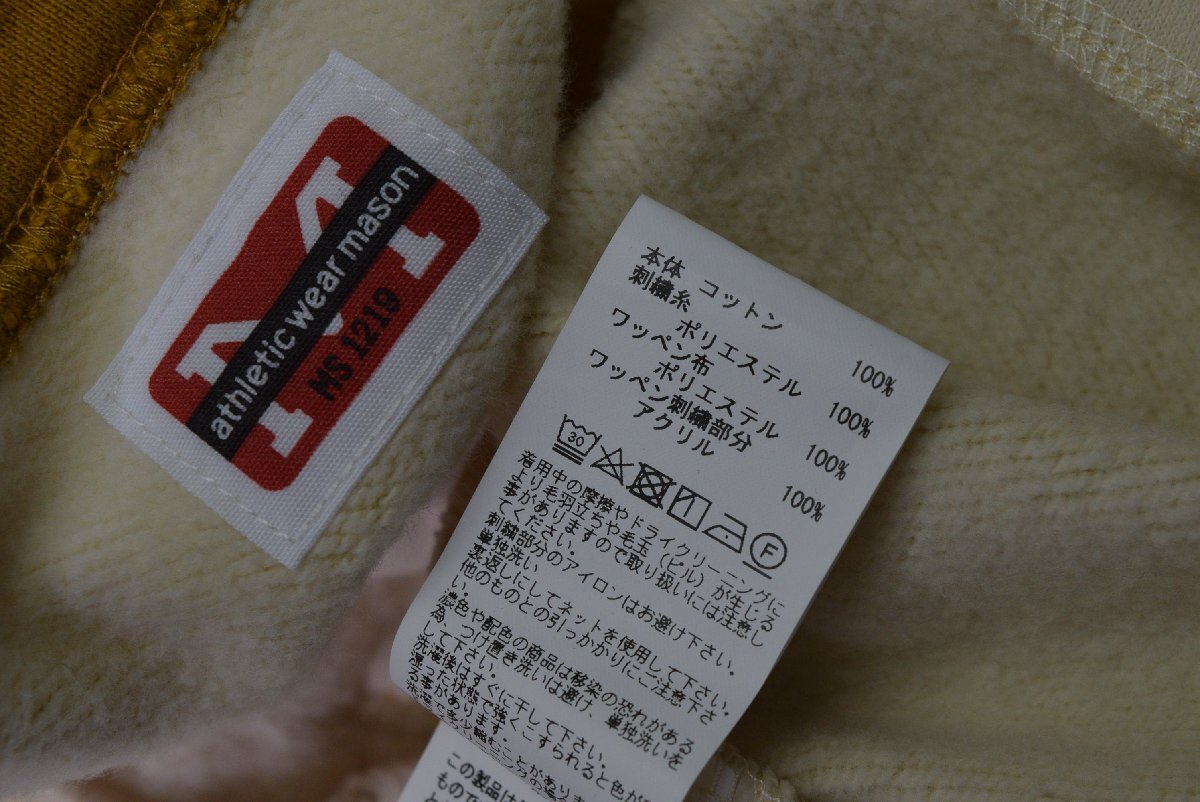 athletic wear mason
MS 1219
本体 コットン 100%
刺繍糸
ポリエステル 100%
ワッペン布
ポリエステル 100%
ワッペン刺繍部分
アクリル 100%
30
F
着用中の摩擦やドライクリーニングに
より毛羽立ちや毛玉(ピル)が生じる
事がありますので取り扱いには注意し
てください。
刺繍部分のアイロンはお避け下さい。
単独洗い
裏返しにしてネットを使用して下さい。
他のものとの引っかかりにご注意下さ
い。
濃色や配色の商品は移染の恐れがある
為、つけ置き洗いは避け、単独洗いを
して下さい。
洗濯後はすぐに干して下さい。
湿った状態で強くこすられると色が
る事があります。
この製品は
もので